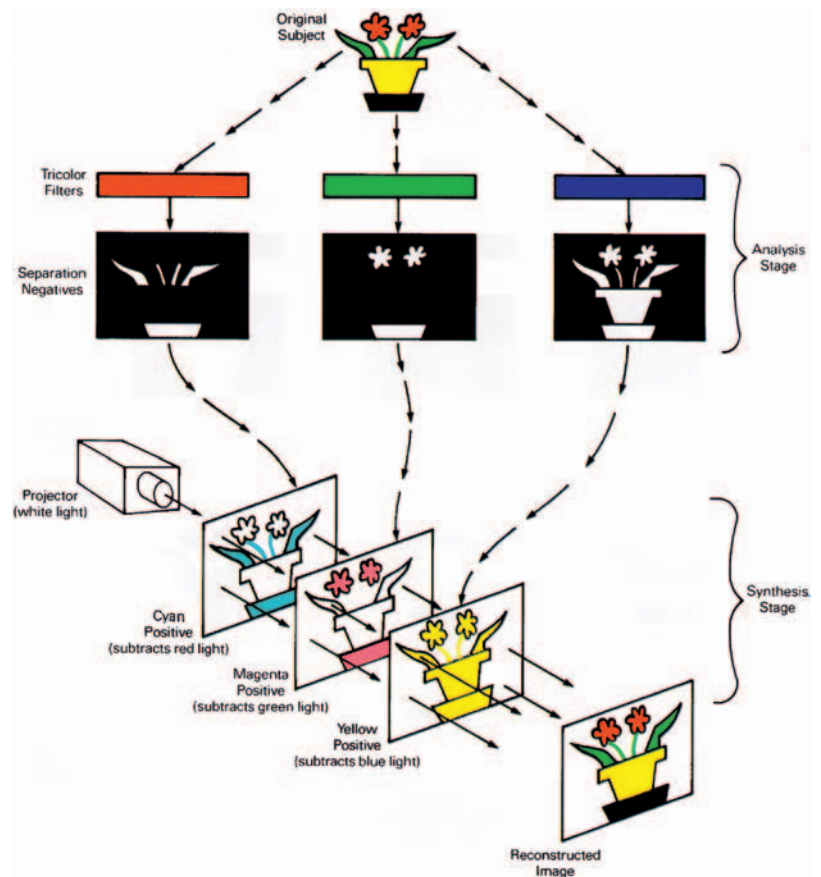 Original
Subject
Tricolor
Filters
Separation
Negatives
Analysis
Stage
Projector
(white light)
Cyan
Positive
(subtracts red light)
Magenta
Positive
(subtracts green light)
Yellow
Positive
(subtracts blue light)
Synthesis.
Stage
Reconstructed
Image